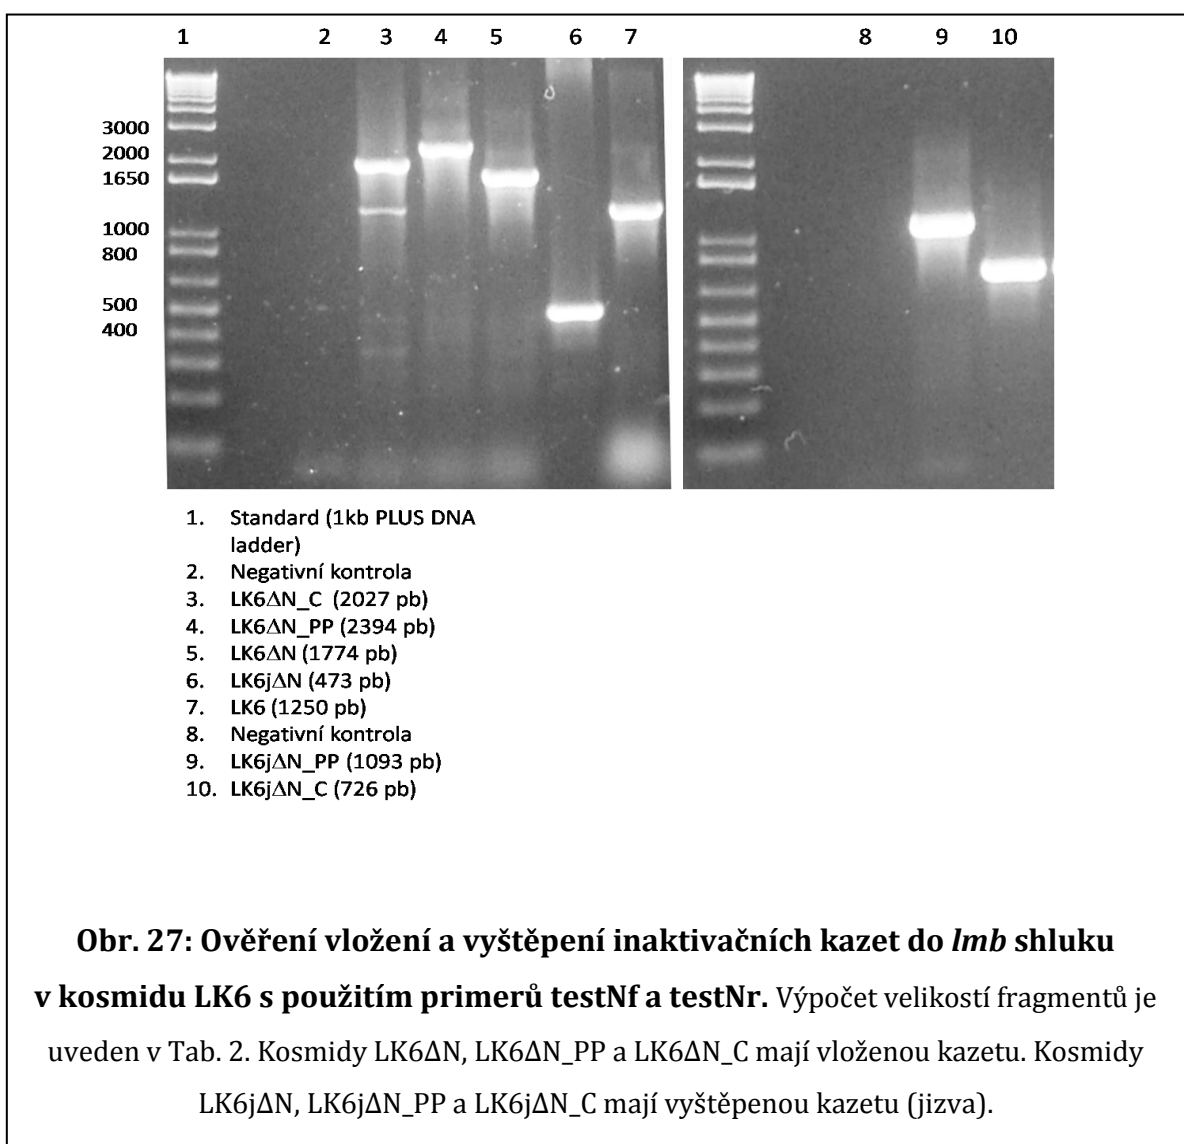 1 2 3 4 5 6 7 8 9 10
3000
2000
1650
1000
800
500
400
1. Standard (1kb PLUS DNA
ladder)
2. Negativní kontrola
3. LK6ΔN_C (2027 pb)
4. LK6ΔN_PP (2394 pb)
5. LK6ΔN (1774 pb)
6. LK6jΔN (473 pb)
7. LK6 (1250 pb)
8. Negativní kontrola
9. LK6jΔN_PP (1093 pb)
10. LK6jΔN_C (726 pb)
Obr. 27: Ověření vložení a vyštěpení inaktivačních kazet do lmb shluku
v kosmidu LK6 s použitím primerů testNf a testNr. Výpočet velikostí fragmentů je
uveden v Tab. 2. Kosmidy LK6ΔN, LK6ΔN_PP a LK6ΔN_C mají vloženou kazetu. Kosmidy
LK6jΔN, LK6jΔN_PP a LK6jΔN_C mají vyštěpenou kazetu (jizva).